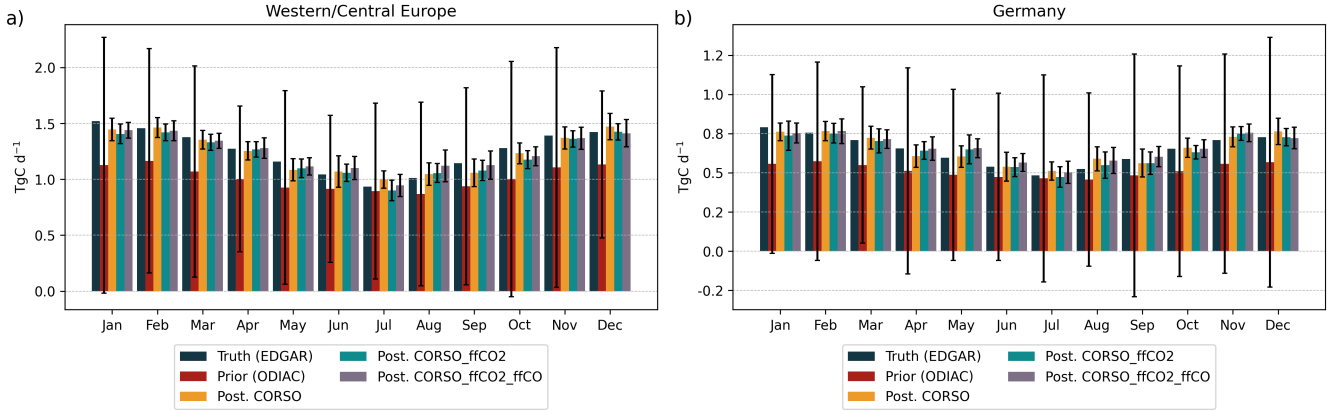 a)
Western/Central Europe
TgC d⁻¹
2.0
1.5
1.0
0.5
0.0
Jan Feb Mar Apr May Jun Jul Aug Sep Oct Nov Dec
Truth (EDGAR)
Prior (ODIAC)
Post. CORSO
Post. CORSO_ffCO2
Post. CORSO_ffCO2_ffCO
b)
Germany
TgC d⁻¹
1.2
1.0
0.8
0.5
0.2
0.0
-0.2
Jan Feb Mar Apr May Jun Jul Aug Sep Oct Nov Dec
Truth (EDGAR)
Prior (ODIAC)
Post. CORSO
Post. CORSO_ffCO2
Post. CORSO_ffCO2_ffCO